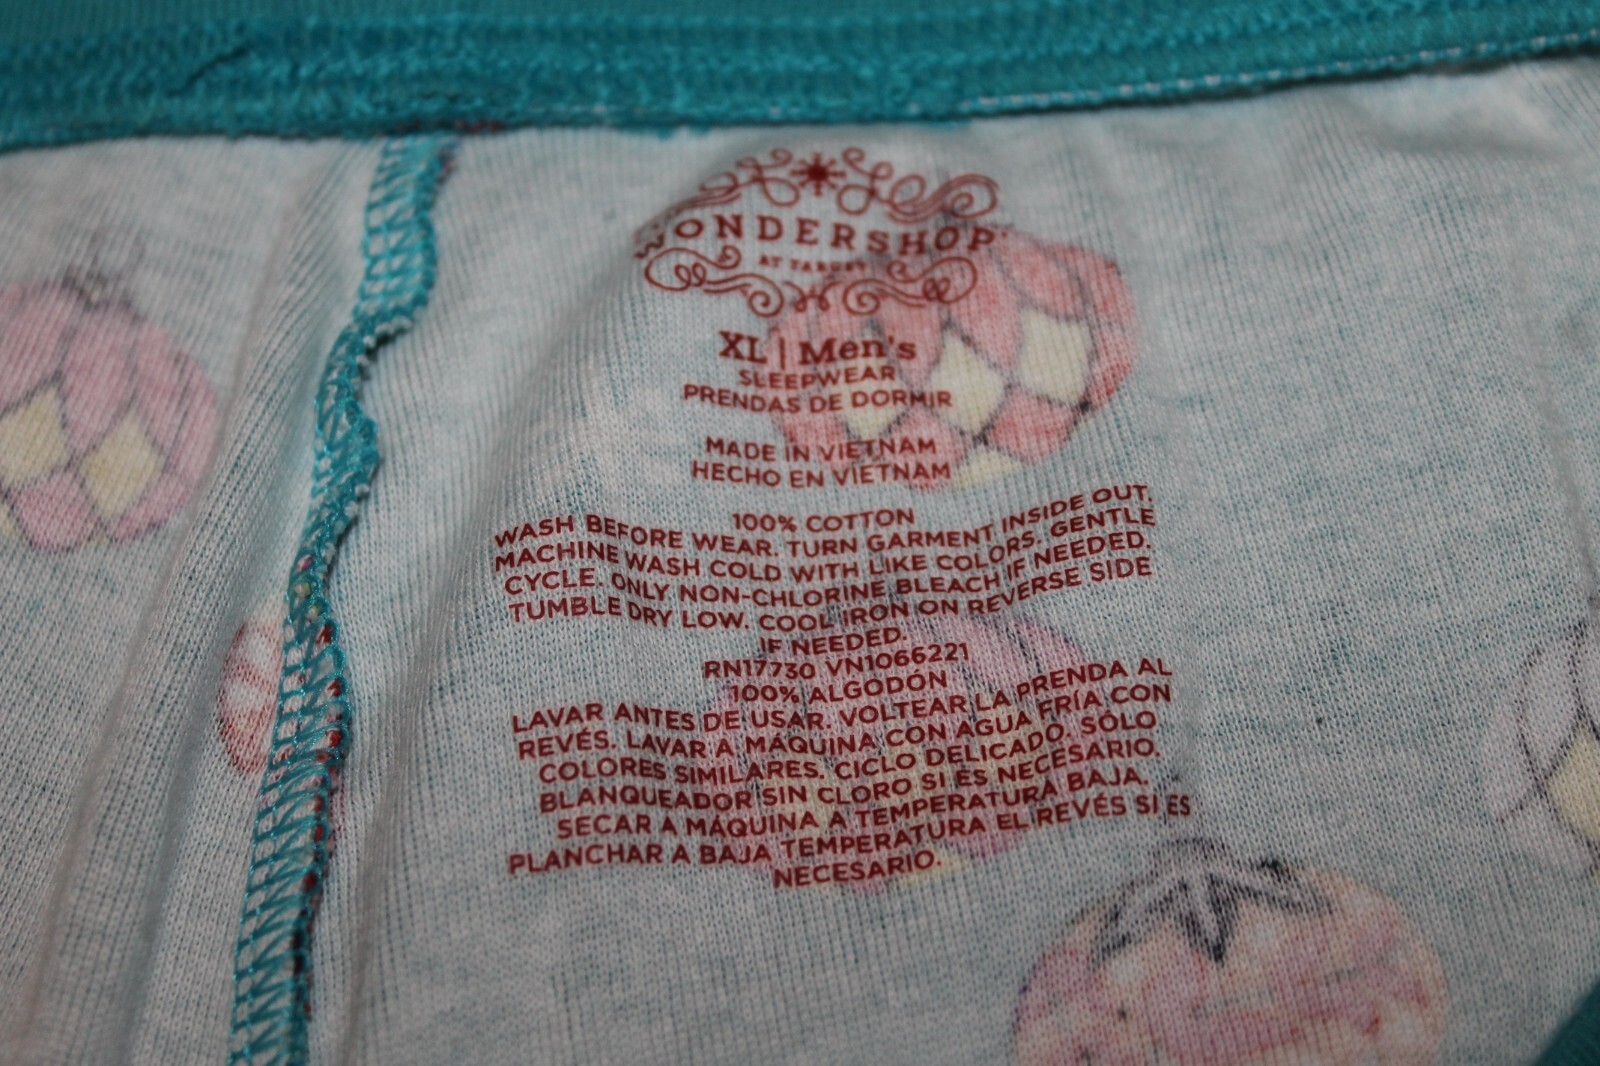 WONDERSHOP
AT TARGET
XL | Men's
SLEEPWEAR
PRENDAS DE DORMIR
MADE IN VIETNAM
HECHO EN VIETNAM
100% COTTON
WASH BEFORE WEAR. TURN GARMENT INSIDE OUT.
MACHINE WASH COLD WITH LIKE COLORS. GENTLE
CYCLE. ONLY NON-CHLORINE BLEACH IF NEEDED.
TUMBLE DRY LOW. COOL IRON ON REVERSE SIDE
IF NEEDED.
RN17730 VN1066221
100% ALGODÓN
LAVAR ANTES DE USAR. VOLTEAR LA PRENDA AL
REVÉS. LAVAR A MÁQUINA CON AGUA FRÍA CON
COLORES SIMILARES. CICLO DELICADO. SÓLO
BLANQUEADOR SIN CLORO SI ES NECESARIO.
SECAR A MÁQUINA A TEMPERATURA BAJA.
PLANCHAR A BAJA TEMPERATURA EL REVÉS SI ES
NECESARIO.